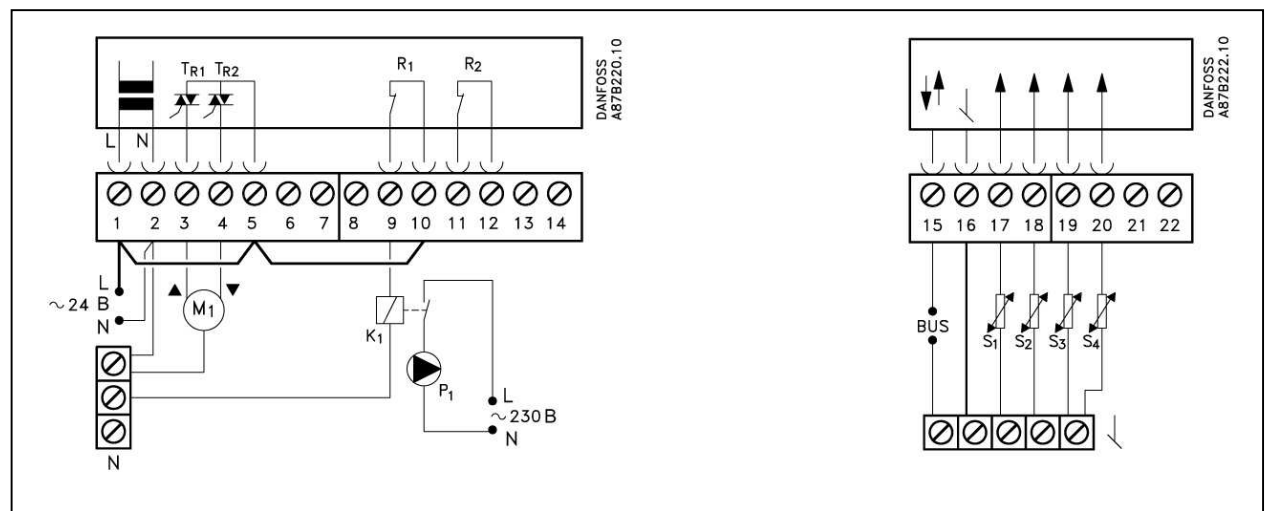 TR1 TR2
R1 R2
DANFOSS
A87B220.10
L N
1 2 3 4 5 6 7 8 9 10 11 12 13 14
L
~24 В
N
M1
K1
P1
L
~230 В
N
N
DANFOSS
A87B222.10
15 16 17 18 19 20 21 22
BUS
S1 S2 S3 S4